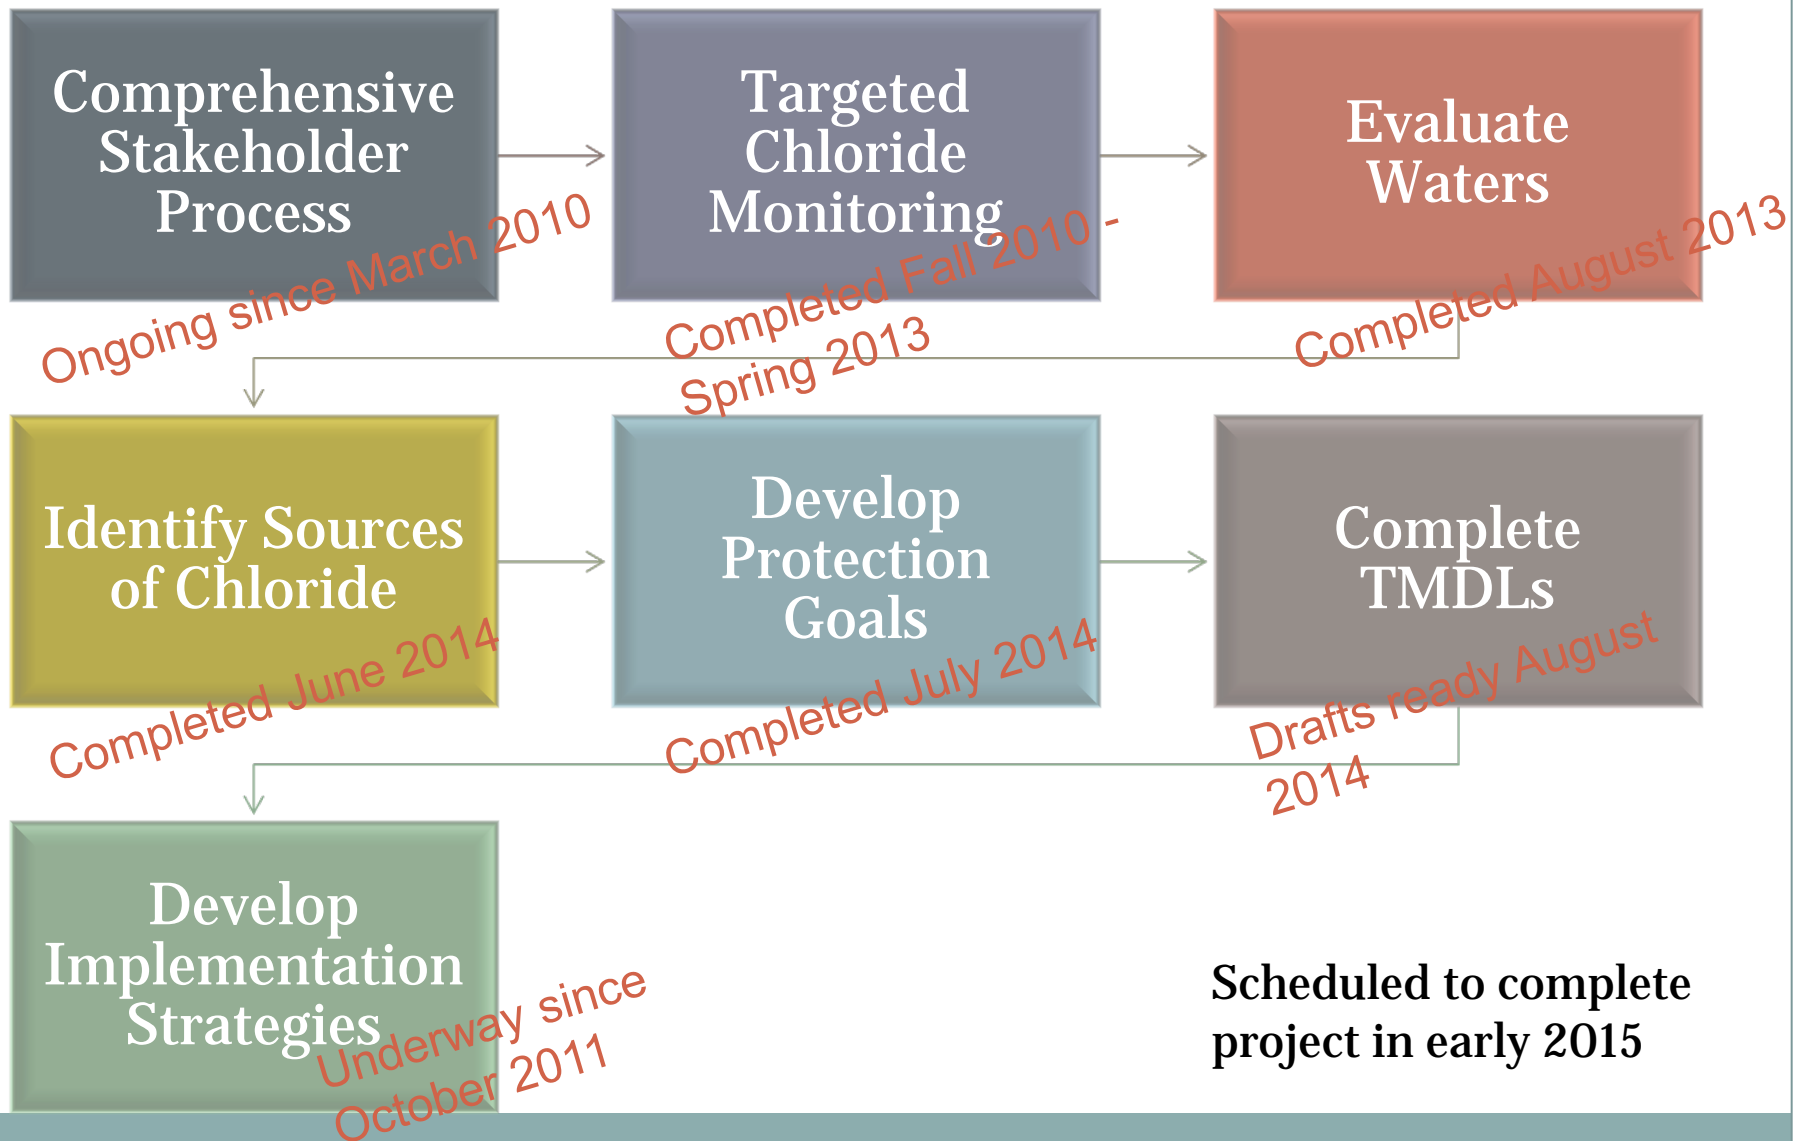 Comprehensive
Stakeholder
Process
Ongoing since March 2010
Targeted
Chloride
Monitoring
Completed Fall 2010 -
Spring 2013
Evaluate
Waters
Completed August 2013
Identify Sources
of Chloride
Completed June 2014
Develop
Protection
Goals
Completed July 2014
Complete
TMDLs
Drafts ready August
2014
Develop
Implementation
Strategies
Underway since
October 2011
Scheduled to complete
project in early 2015